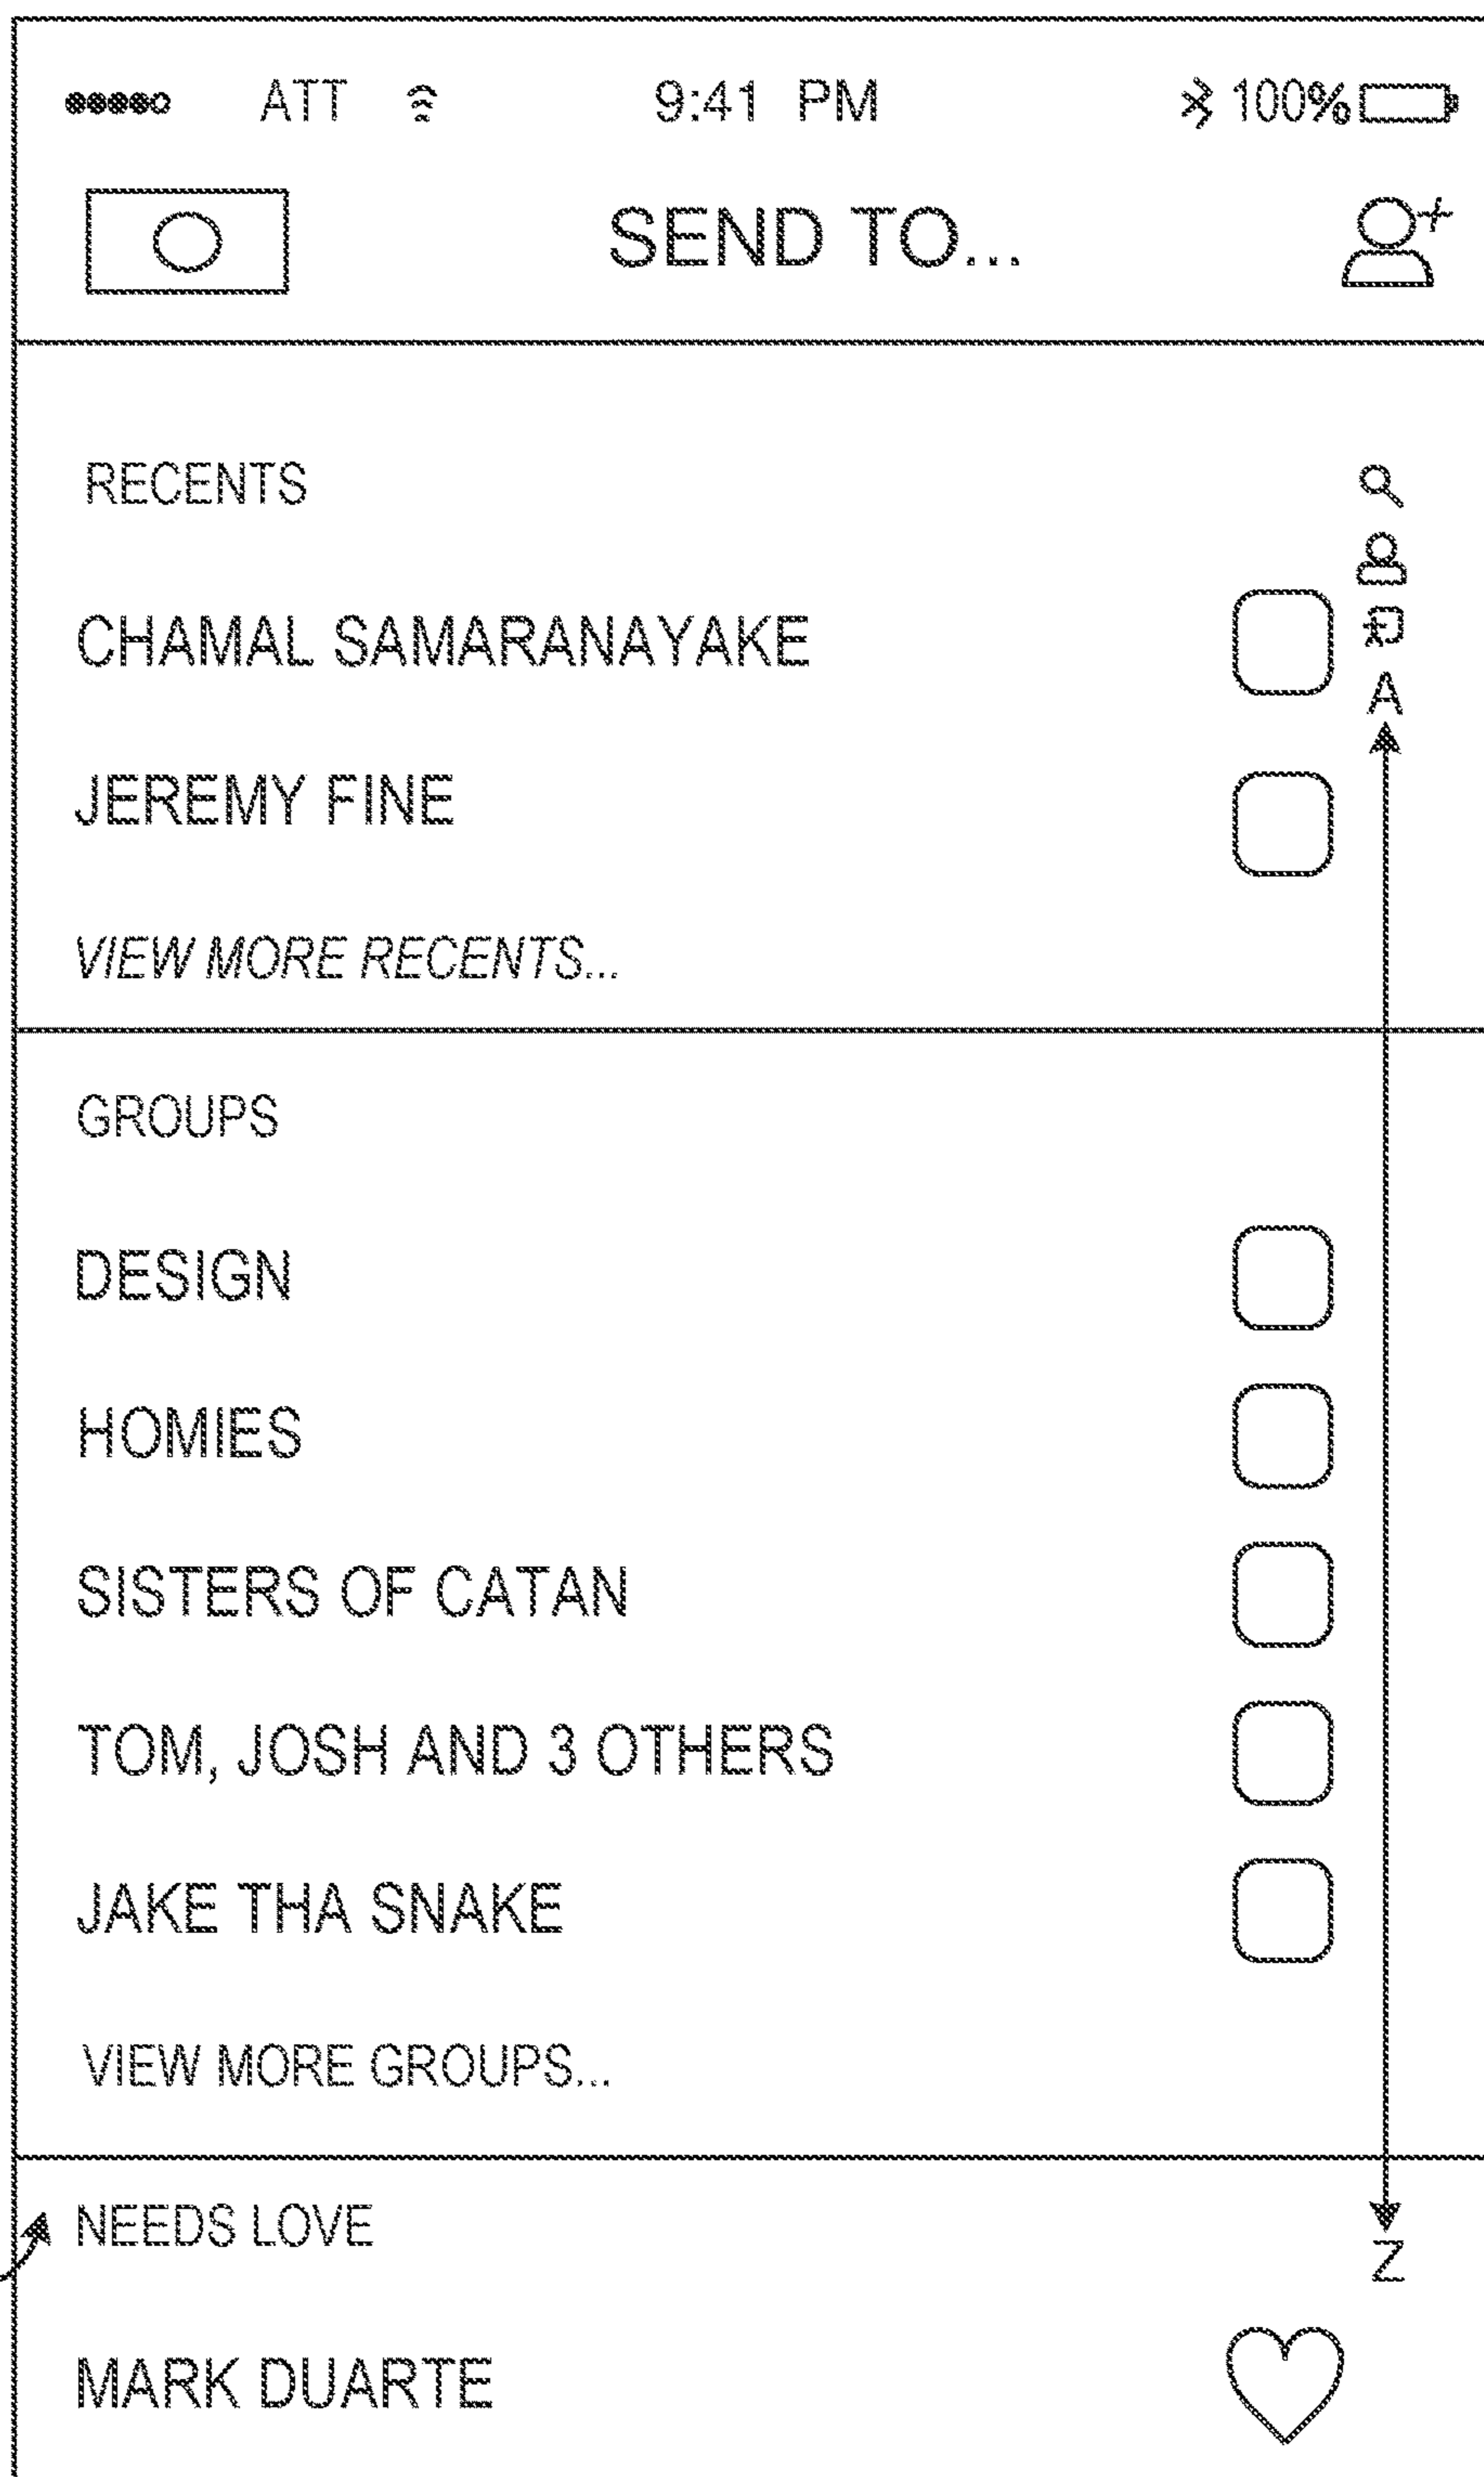 ATT 9:41 PM 100%
SEND TO...
RECENTS
CHAMAL SAMARANAYAKE
A
JEREMY FINE
VIEW MORE RECENTS...
GROUPS
DESIGN
HOMIES
SISTERS OF CATAN
TOM, JOSH AND 3 OTHERS
JAKE THA SNAKE
VIEW MORE GROUPS...
NEEDS LOVE
Z
MARK DUARTE